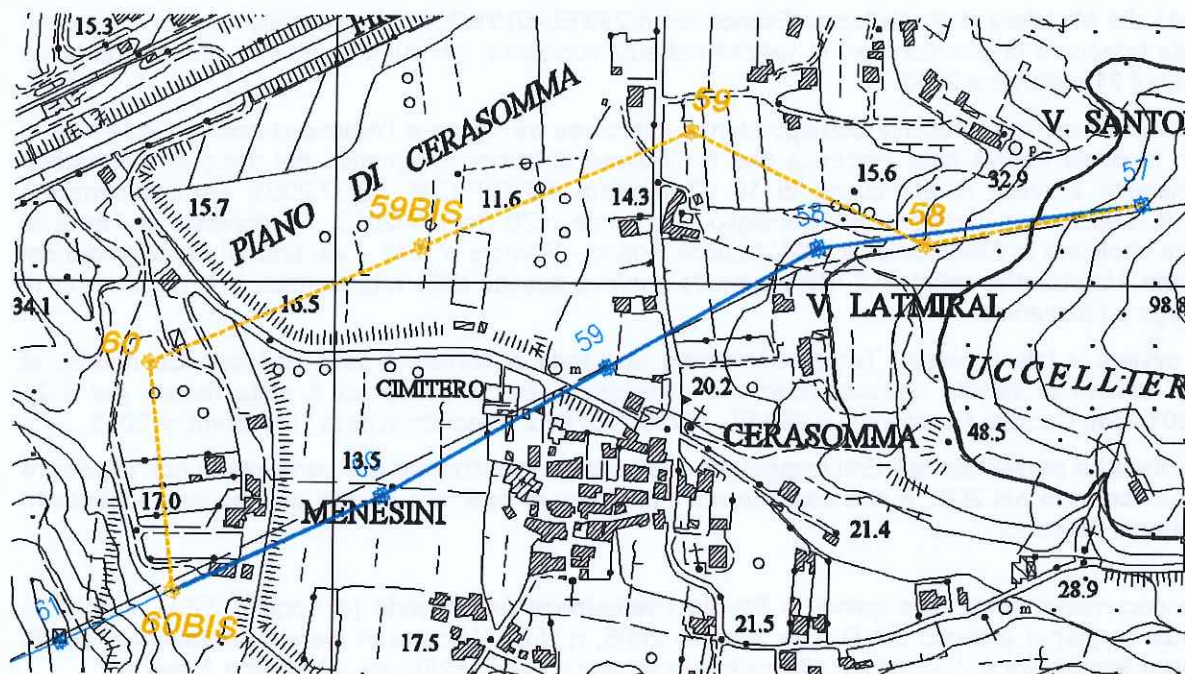 15.3
59
V. SANTO
p
57
PIANO DI CERASOMMA
15.6
32.9
15.7
59BIS
11.6
14.3
58
58
34.1
16.5
V. LATMIRAL
98.8
60
59
m
CIMITERO
20.2
UCCELLIER
CERASOMMA
48.5
13.5
60
17.0
MENESINI
21.4
61
60BIS
28.9
m
17.5
21.5